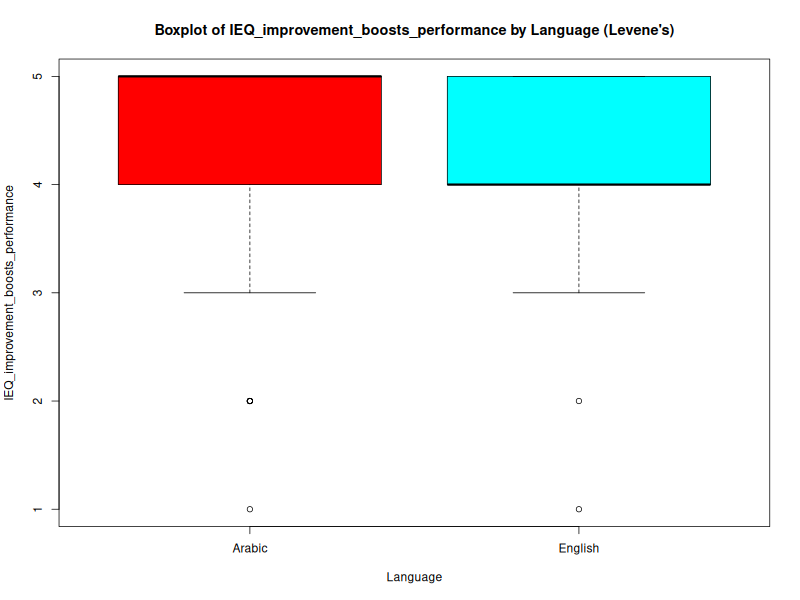 Boxplot of IEQ_improvement_boosts_performance by Language (Levene's)
IEQ_improvement_boosts_performance
5
4
3
2
1
Arabic English
Language